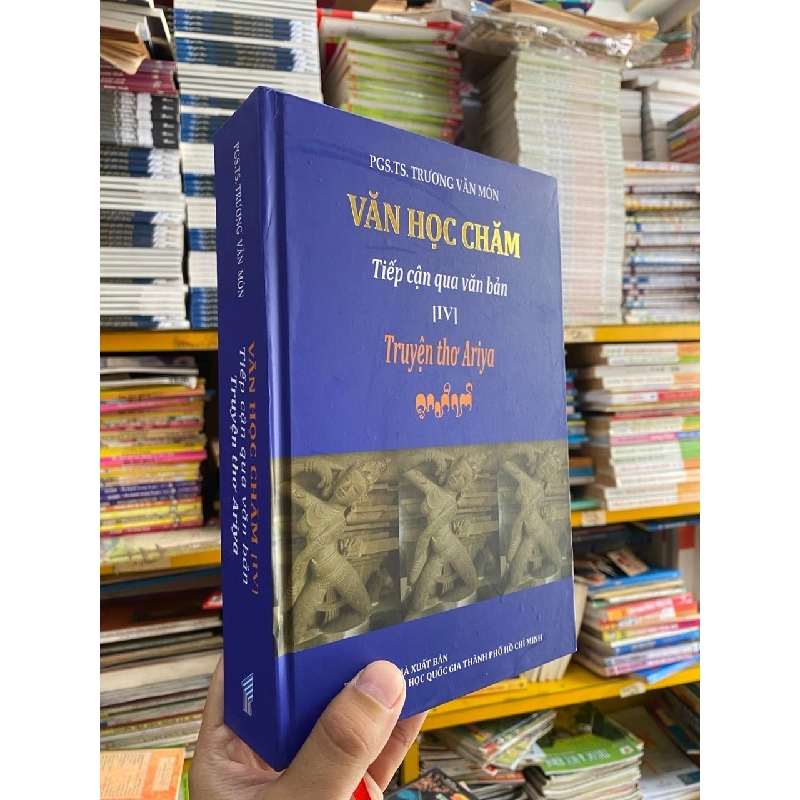 PGS.TS. TRƯƠNG VĂN MÓN
VĂN HỌC CHĂM
Tiếp cận qua văn bản
[IV]
Truyện thơ Ariya
XUẤT BẢN
HỌC QUỐC GIA THÀNH PHỐ HỒ CHÍ MINH
PGS.TS. TRƯƠNG VĂN MÓN
VĂN HỌC CHĂM [IV]
Tiếp cận qua văn bản
Truyện thơ Ariya